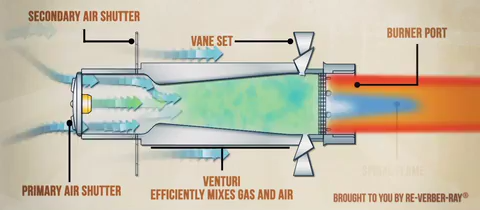 SECONDARY AIR SHUTTER
VANE SET
BURNER PORT
PRIMARY AIR SHUTTER
VENTURI
EFFICIENTLY MIXES GAS AND AIR
BROUGHT TO YOU BY RE-VERBER-RAY®